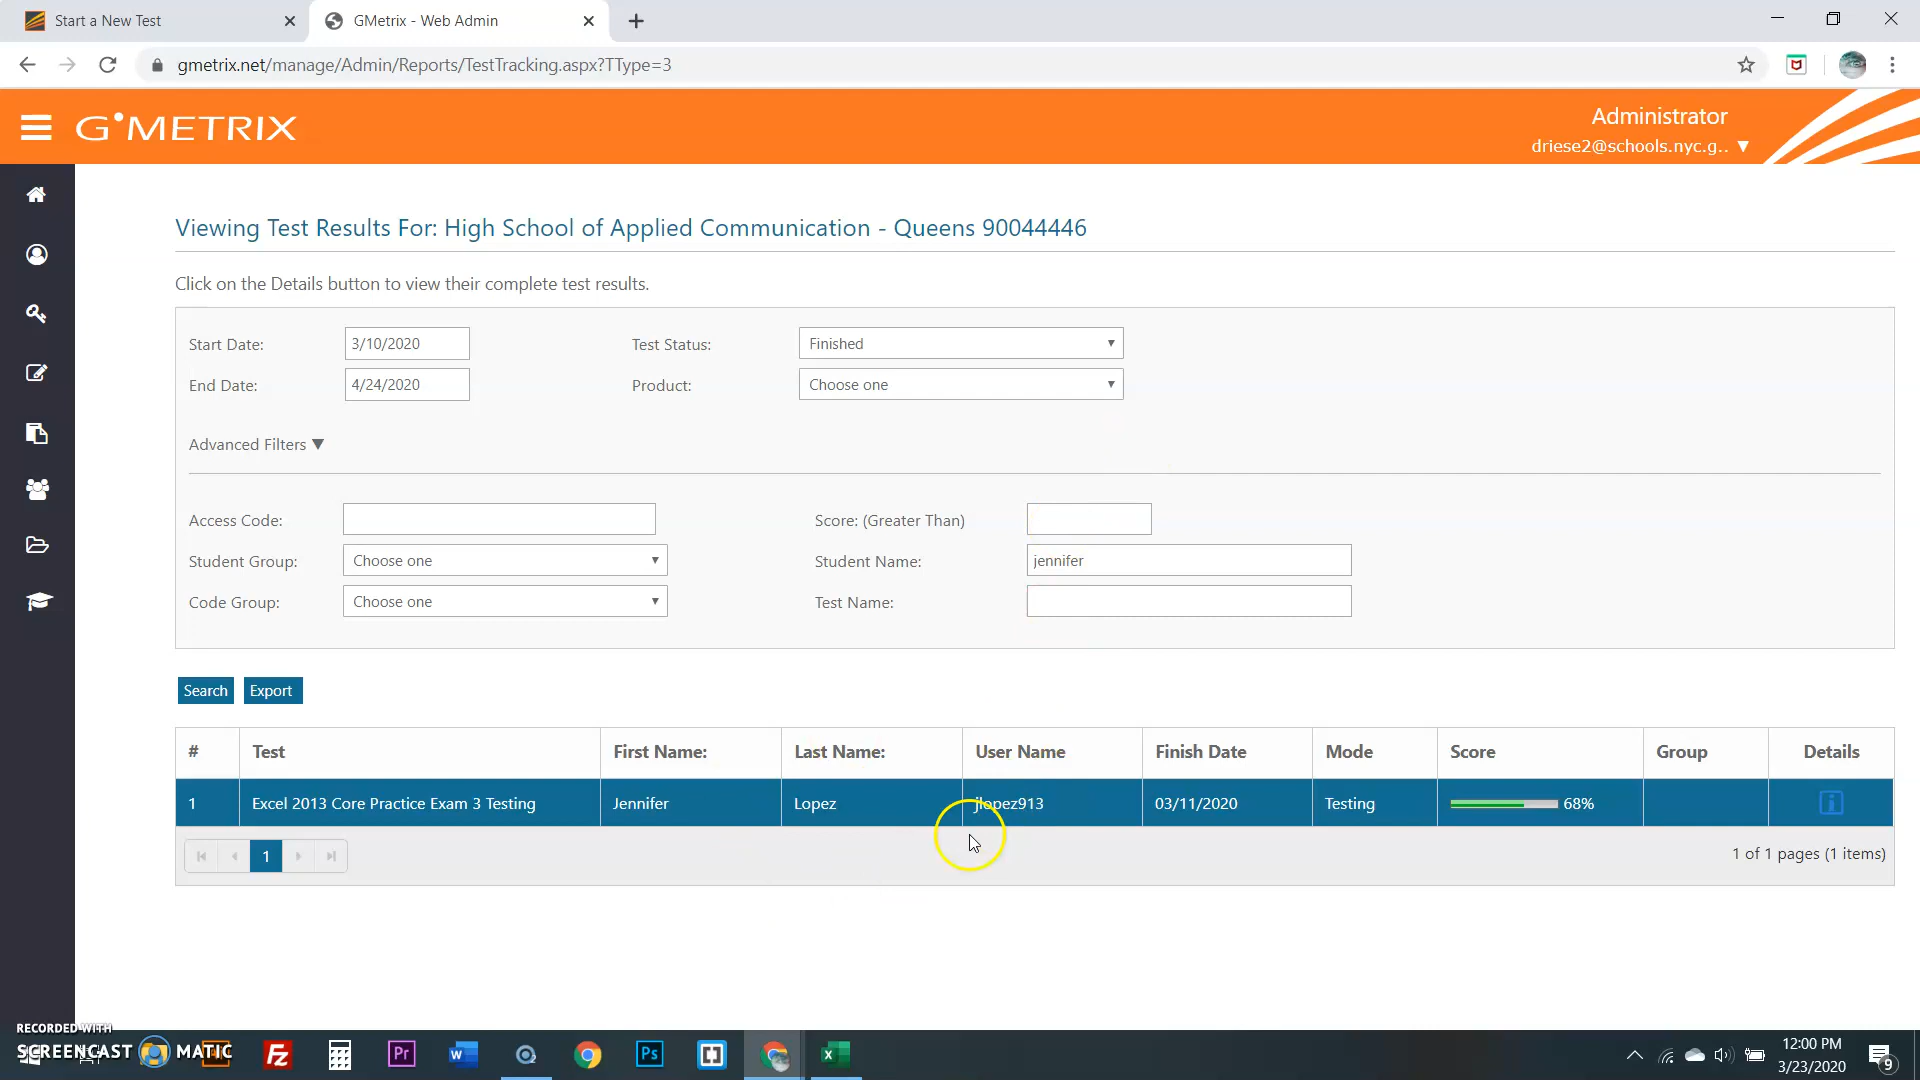 Start a New Test
GMetrix - Web Admin
gmetrix.net/manage/Admin/Reports/TestTracking.aspx?TType=3
GMETRIX
Administrator
driese2@schools.nyc.g.. ▼
Viewing Test Results For: High School of Applied Communication - Queens 90044446
Click on the Details button to view their complete test results.
Start Date: 3/10/2020 Test Status: Finished
End Date: 4/24/2020 Product: Choose one
Advanced Filters ▼
Access Code: Score: (Greater Than)
Student Group: Choose one Student Name: jennifer
Code Group: Choose one Test Name:
Search Export
# Test First Name: Last Name: User Name Finish Date Mode Score Group Details
1 Excel 2013 Core Practice Exam 3 Testing Jennifer Lopez jlopez913 03/11/2020 Testing 68%
1 1 of 1 pages (1 items)
RECORDED WITH
SCREENCAST MATIC
Fz Pr W Ps X
12:00 PM
3/23/2020
9